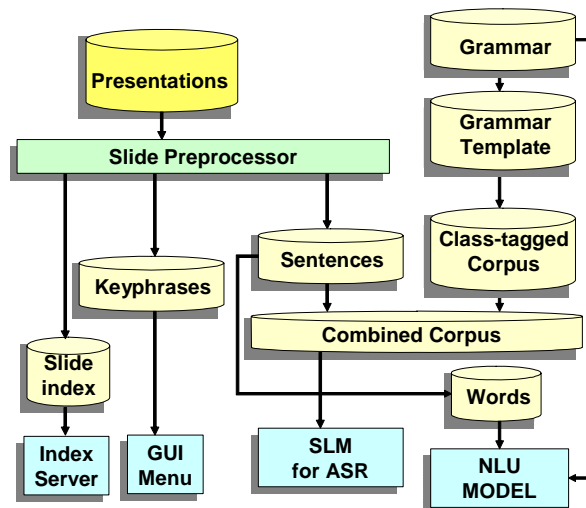 Presentations
Grammar
Slide Preprocessor
Grammar
Template
Keyphrases
Sentences
Class-tagged
Corpus
Combined Corpus
Slide
index
Words
Index
Server
GUI
Menu
SLM
for ASR
NLU
MODEL